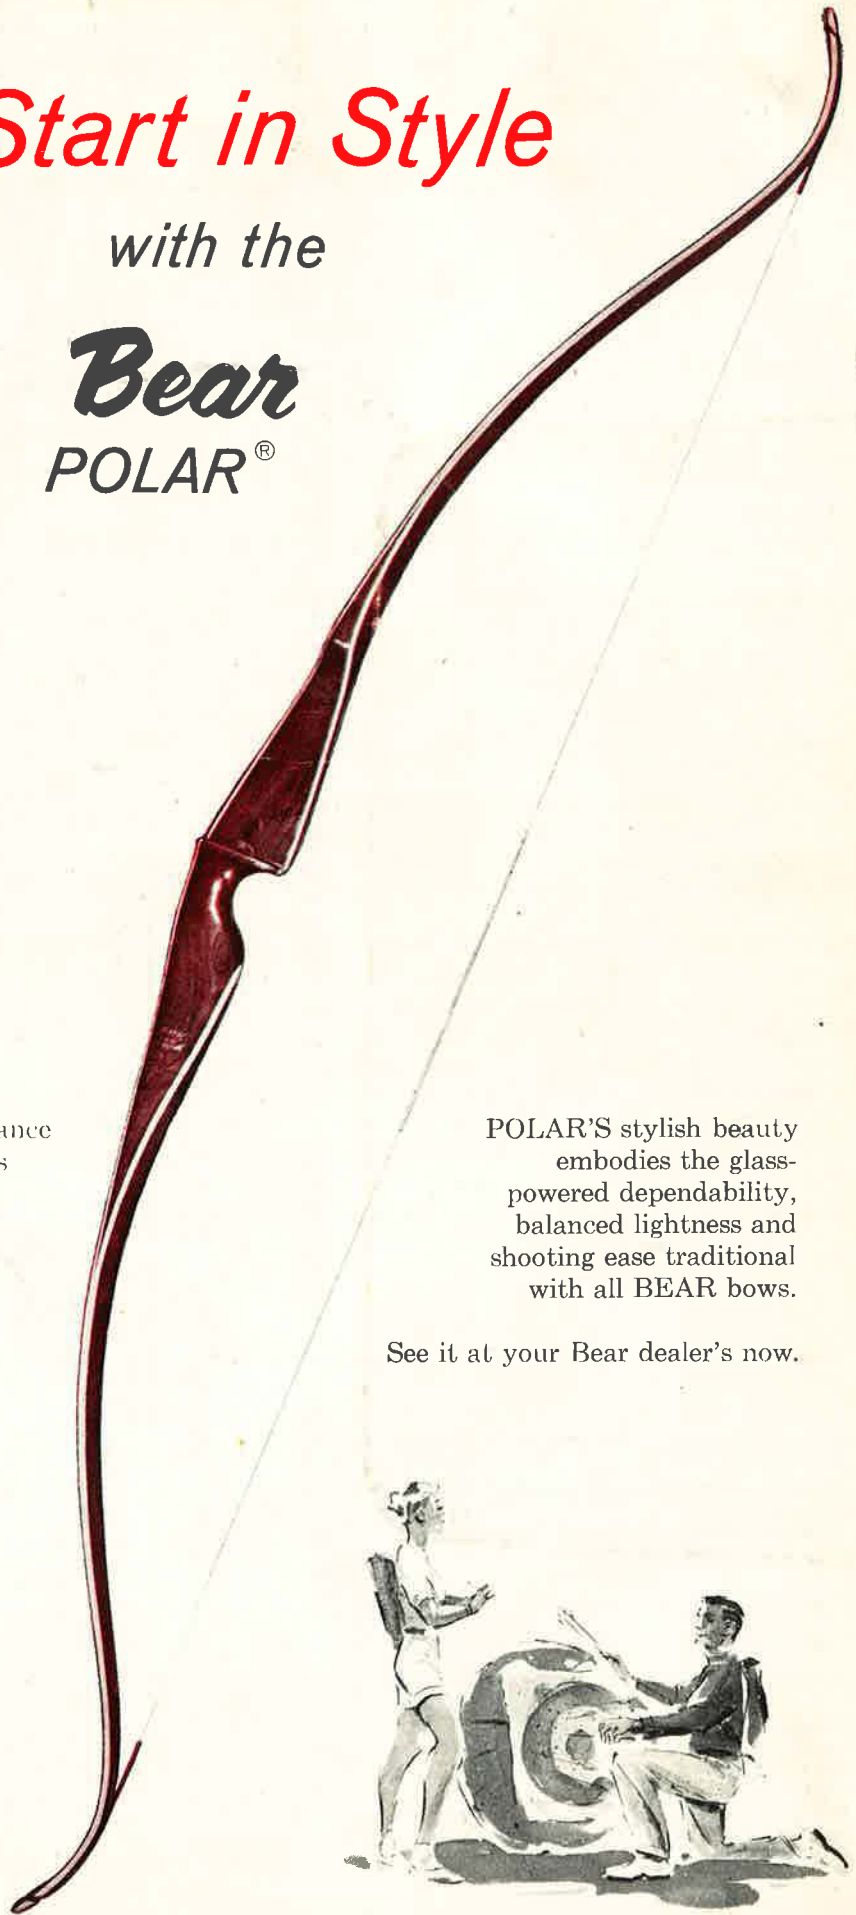 Start in Style
with the
Bear
POLAR®
POLAR'S stylish beauty
embodies the glass-
powered dependability,
balanced lightness and
shooting ease traditional
with all BEAR bows.
See it at your Bear dealer's now.